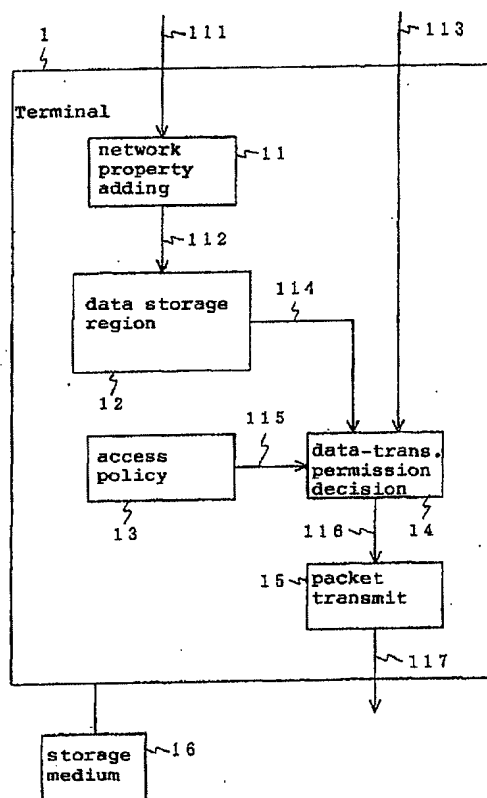 1
111
113
Terminal
network
property
adding
11
112
data storage
region
114
12
115
access
policy
data-trans.
permission
decision
13
116
14
15
packet
transmit
117
storage
medium
16